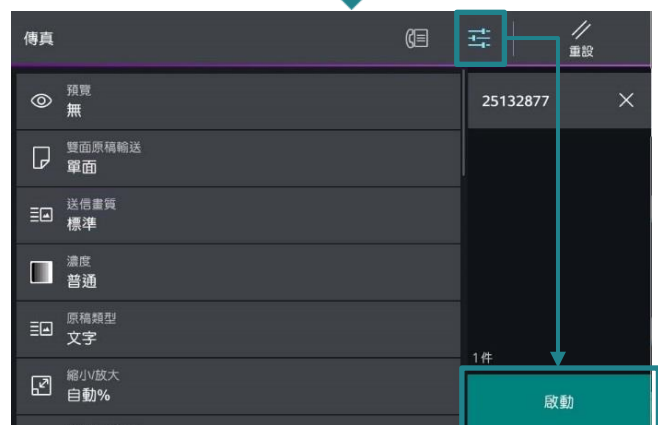 傳真
重設
預覽
無
25132877
雙面原稿輸送
單面
送信畫質
標準
濃度
普通
原稿類型
文字
1件
縮小/放大
自動%
啟動